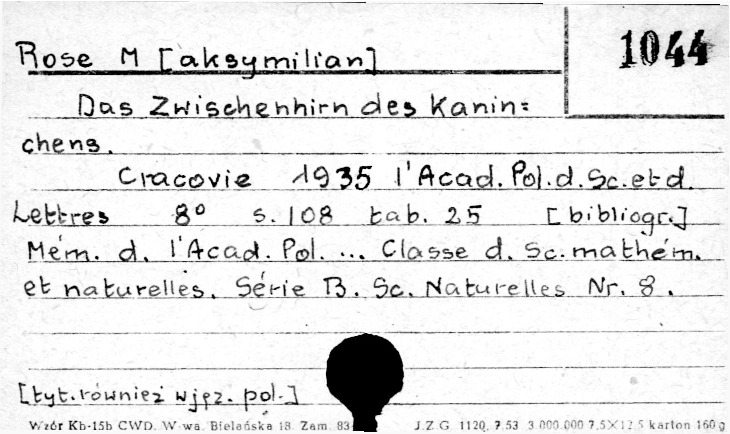 Rose M [aksymilian]
1044
Das Zwischenhirn des Kanin=
chens.
Cracovie 1935 l'Acad. Pol. d. Sc. et d.
Lettres 8° s. 108 tab. 25 [bibliogr.]
Mém. d. l'Acad. Pol. ... Classe d. Sc. mathém.
et naturelles. Série B. Sc. Naturelles Nr. 8.
[tyt. również w jęz. pol.]
Wzór Kb-15b CWD. W-wa, Bielańska 18 Zam. 83 J.Z.G. 1120. 7.53 3 000.000 7,5×12,5 karton 160 g